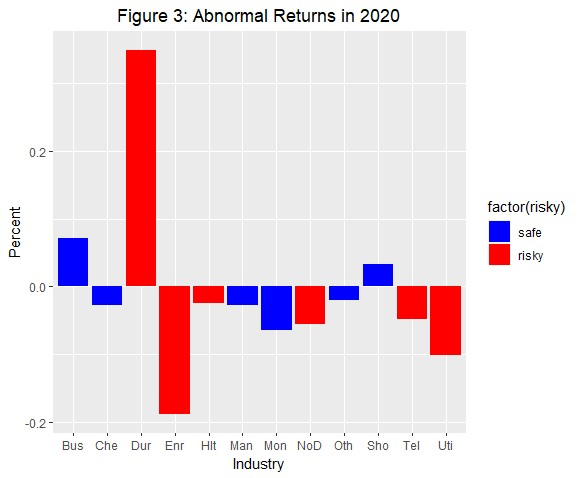 Figure 3: Abnormal Returns in 2020
0.2
0.0
-0.2
Percent
Bus Che Dur Enr Hlt Man Mon NoD Oth Sho Tel Uti
Industry
factor(risky)
safe
risky